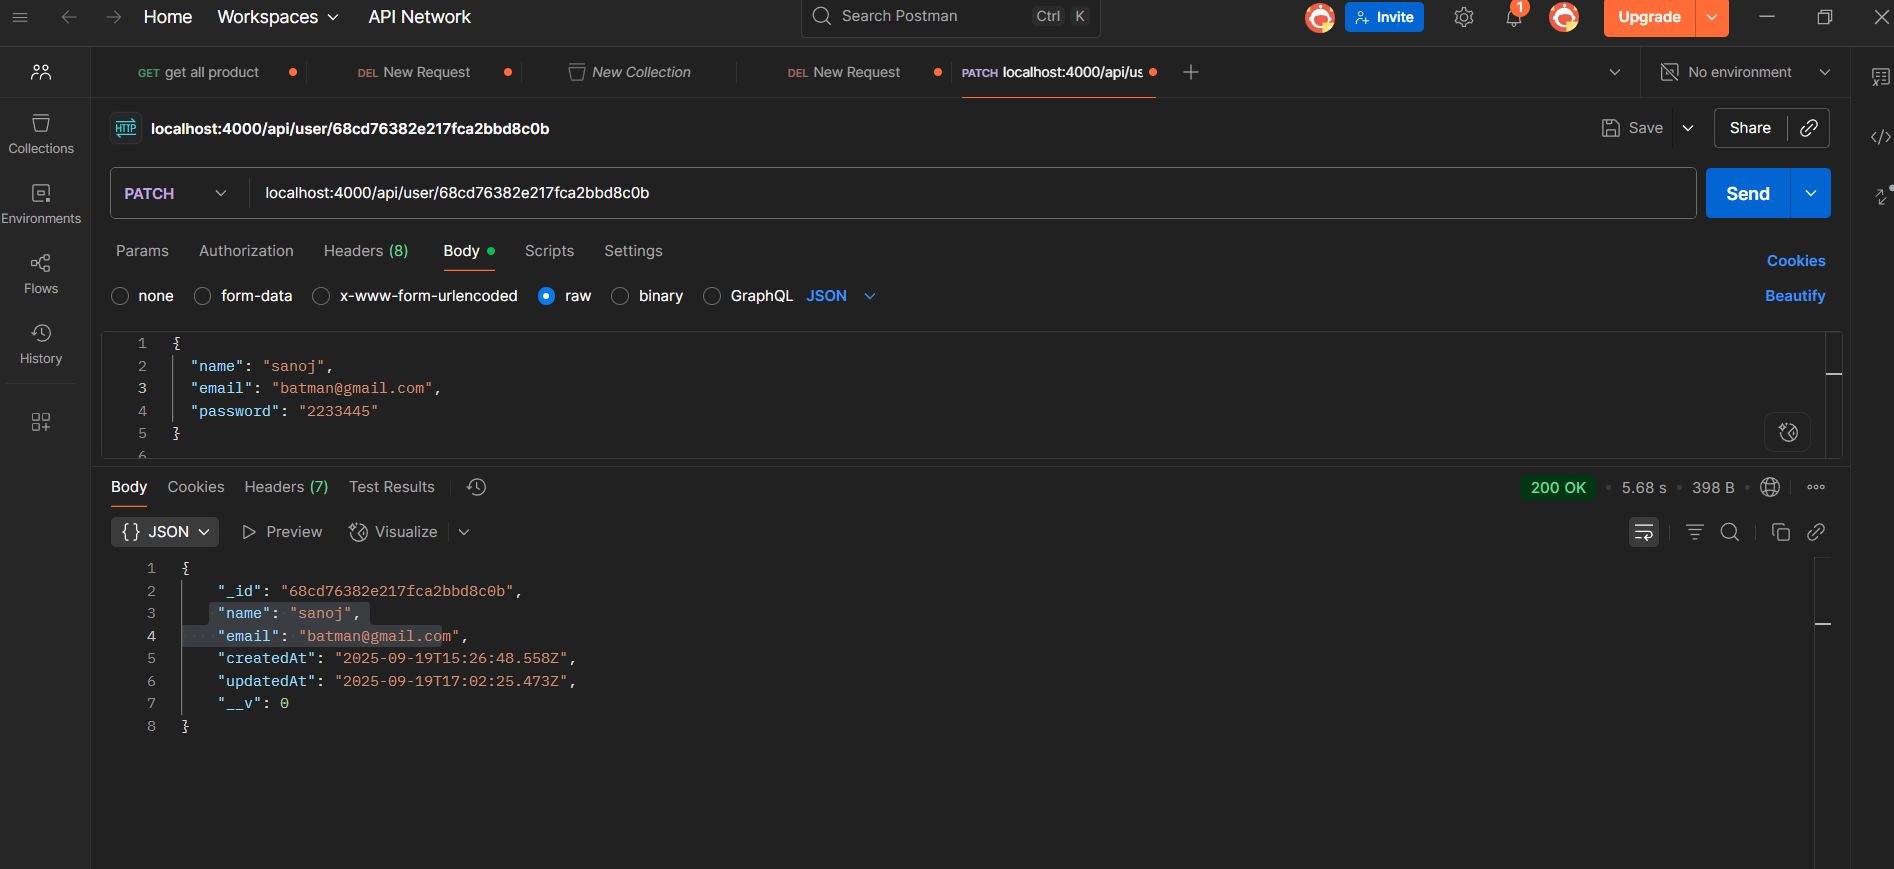 Home Workspaces API Network Search Postman Ctrl K Invite 1 Upgrade
GET get all product DEL New Request New Collection DEL New Request PATCH localhost:4000/api/us No environment
HTTP localhost:4000/api/user/68cd76382e217fca2bbd8c0b Save Share
Collections
PATCH localhost:4000/api/user/68cd76382e217fca2bbd8c0b Send
Environments
Params Authorization Headers (8) Body Scripts Settings Cookies
Flows
none form-data x-www-form-urlencoded raw binary GraphQL JSON Beautify
History
1 {
2 "name": "sanoj",
3 "email": "batman@gmail.com",
4 "password": "2233445"
5 }
6
Body Cookies Headers (7) Test Results 200 OK • 5.68 s • 398 B •
{} JSON Preview Visualize
1 {
2 "_id": "68cd76382e217fca2bbd8c0b",
3 "name": "sanoj",
4 "email": "batman@gmail.com",
5 "createdAt": "2025-09-19T15:26:48.558Z",
6 "updatedAt": "2025-09-19T17:02:25.473Z",
7 "__v": 0
8 }